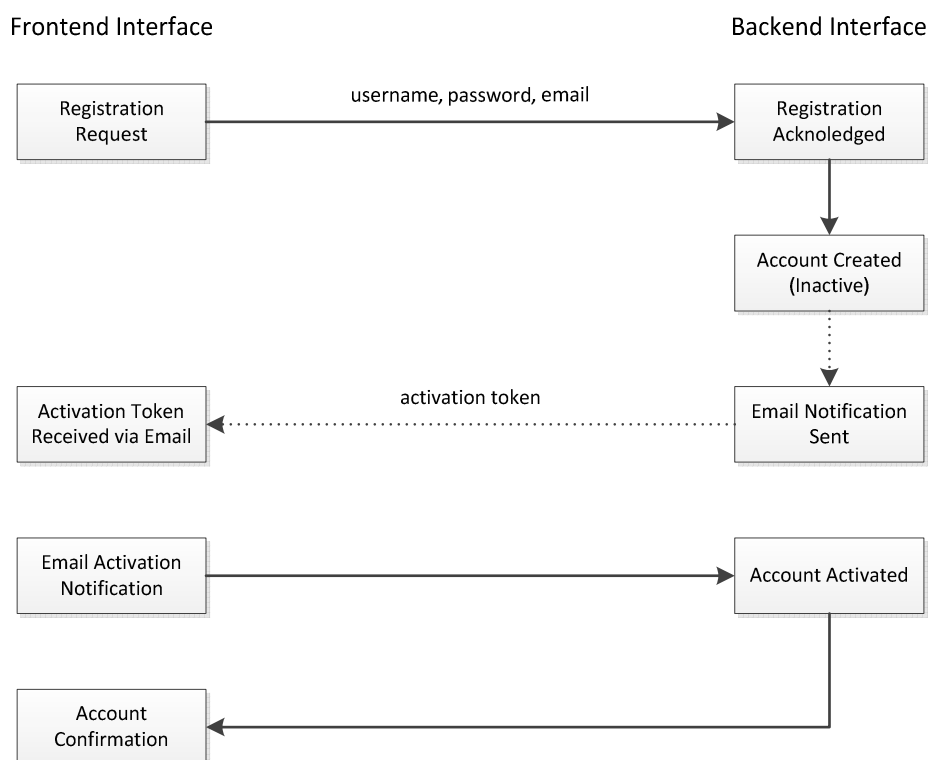 Frontend Interface
Backend Interface
Registration
Request
username, password, email
Registration
Acknoledged
Account Created
(Inactive)
Activation Token
Received via Email
activation token
Email Notification
Sent
Email Activation
Notification
Account Activated
Account
Confirmation